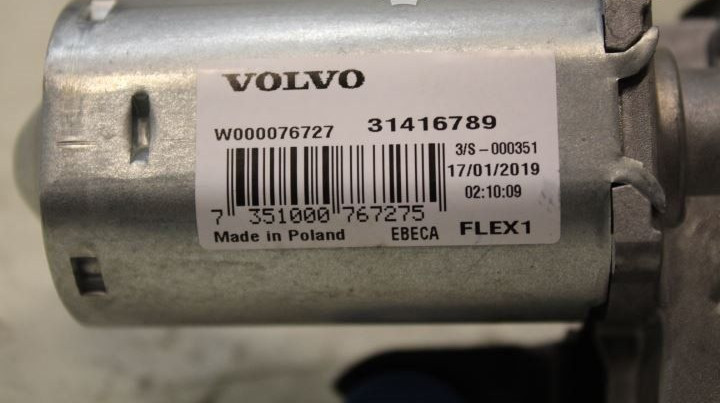 VOLVO
W000076727 31416789
3/S-000351
17/01/2019
02:10:09
7 351000 767275
Made in Poland EBECA FLEX1